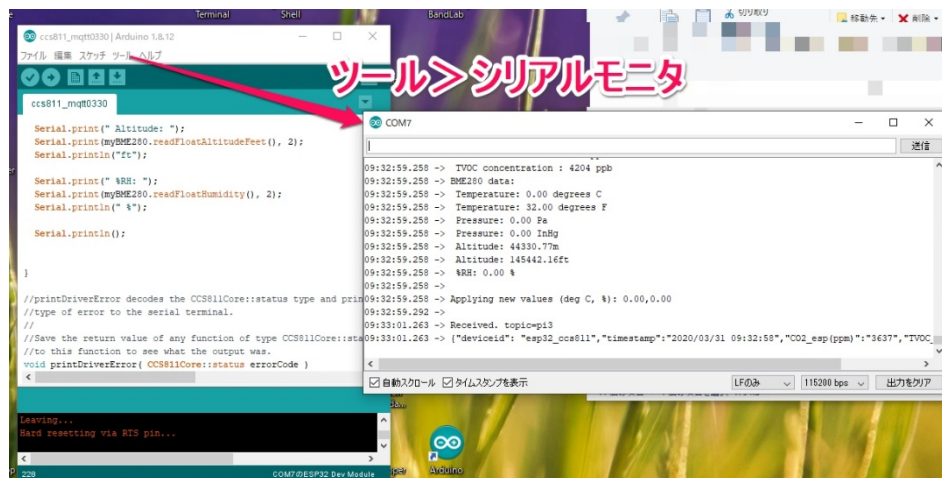 Terminal
Shell
BandLab
切り取り
移動先
削除
ccs811_mqtt0330 | Arduino 1.8.12
ファイル 編集 スケッチ ツール ヘルプ
ツール＞シリアルモニタ
ccs811_mqtt0330
Serial.print(" Altitude: ");
Serial.print(myBME280.readFloatAltitudeFeet(), 2);
Serial.println("ft");
Serial.print(" %RH: ");
Serial.print(myBME280.readFloatHumidity(), 2);
Serial.println(" %");
Serial.println();
}
//printDriverError decodes the CCS811Core::status type and prin
//type of error to the serial terminal.
//
//Save the return value of any function of type CCS811Core::sta
//to this function to see what the output was.
void printDriverError( CCS811Core::status errorCode )
Leaving...
Hard resetting via RTS pin...
228
COM7のESP32 Dev Module
COM7
送信
09:32:59.258 -> TVOC concentration : 4204 ppb
09:32:59.258 -> BME280 data:
09:32:59.258 -> Temperature: 0.00 degrees C
09:32:59.258 -> Temperature: 32.00 degrees F
09:32:59.258 -> Pressure: 0.00 Pa
09:32:59.258 -> Pressure: 0.00 InHg
09:32:59.258 -> Altitude: 44330.77m
09:32:59.258 -> Altitude: 145442.16ft
09:32:59.258 -> %RH: 0.00 %
09:32:59.258 ->
09:32:59.258 -> Applying new values (deg C, %): 0.00,0.00
09:32:59.292 ->
09:33:01.263 -> Received. topic=pi3
09:33:01.263 -> {"deviceid": "esp32_ccs811","timestamp":"2020/03/31 09:32:58","CO2_esp(ppm)":"3637","TVOC_
自動スクロール
タイムスタンプを表示
LFのみ
115200 bps
出力をクリア
Arduino